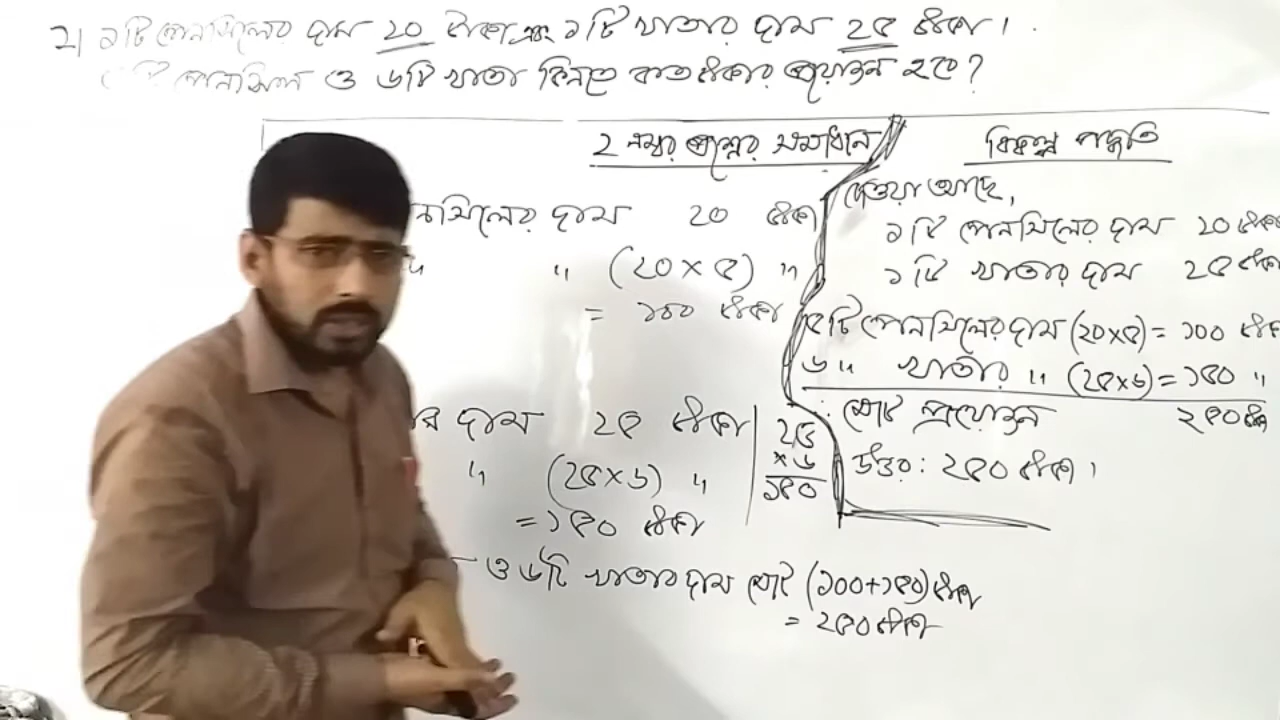 ২। ১টি পেনসিলের দাম ২০ টাকা এবং ১টি খাতার দাম ২৫ টাকা।
টি পেনসিল ও ৬টি খাতা কিনতে কত টাকার প্রয়োজন হবে?
২ নম্বর প্রশ্নের সমাধান
নসিলের দাম ২০ টাকা
" " (২০×৫) "
= ১০০ টাকা
র দাম ২৫ টাকা
" (২৫×৬) "
= ১৫০ টাকা
২৫
×৬
১৫০
ও ৬টি খাতার দাম মোট (১০০+১৫০) টাকা
= ২৫০ টাকা
বিকল্প পদ্ধতি
দেওয়া আছে,
১টি পেনসিলের দাম ২০ টাকা
১টি খাতার দাম ২৫ টাকা
৫টি পেনসিলের দাম (২০×৫) = ১০০ টাকা
৬ " খাতার " (২৫×৬) = ১৫০ "
∴ মোট প্রয়োজন ২৫০ টাকা
উত্তর: ২৫০ টাকা।